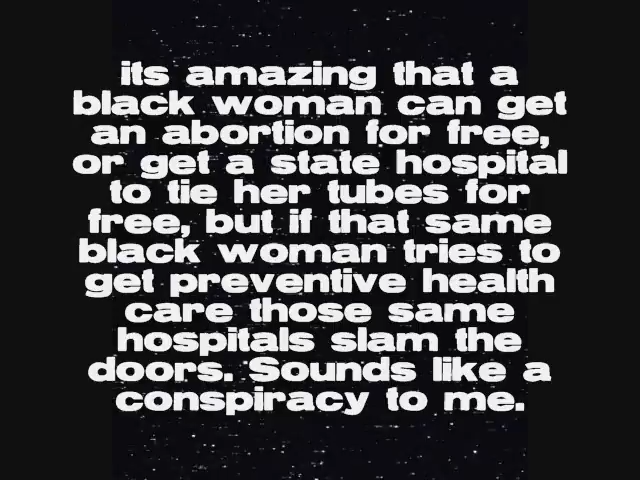 its amazing that a
black woman can get
an abortion for free,
or get a state hospital
to tie her tubes for
free, but if that same
black woman tries to
get preventive health
care those same
hospitals slam the
doors. Sounds like a
conspiracy to me.